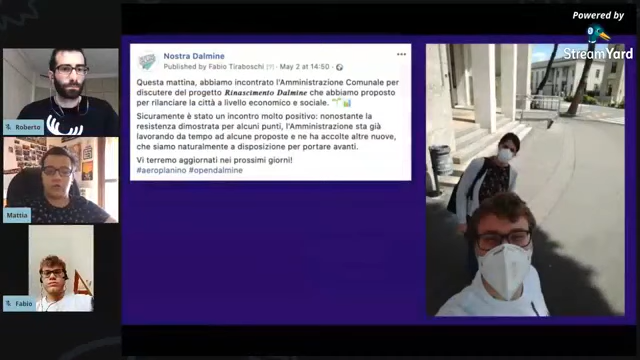 Powered by
StreamYard
Nostra Dalmine
Published by Fabio Tiraboschi [?] · May 2 at 14:50 ·
Questa mattina, abbiamo incontrato l'Amministrazione Comunale per
discutere del progetto Rinascimento Dalmine che abbiamo proposto
per rilanciare la città a livello economico e sociale. 🌱📊
Sicuramente è stato un incontro molto positivo: nonostante la
resistenza dimostrata per alcuni punti, l'Amministrazione sta già
lavorando da tempo ad alcune proposte e ne ha accolte altre nuove,
che siamo naturalmente a disposizione per portare avanti.
Vi terremo aggiornati nei prossimi giorni!
#aeroplanino #opendalmine
Roberto
Mattia
Fabio